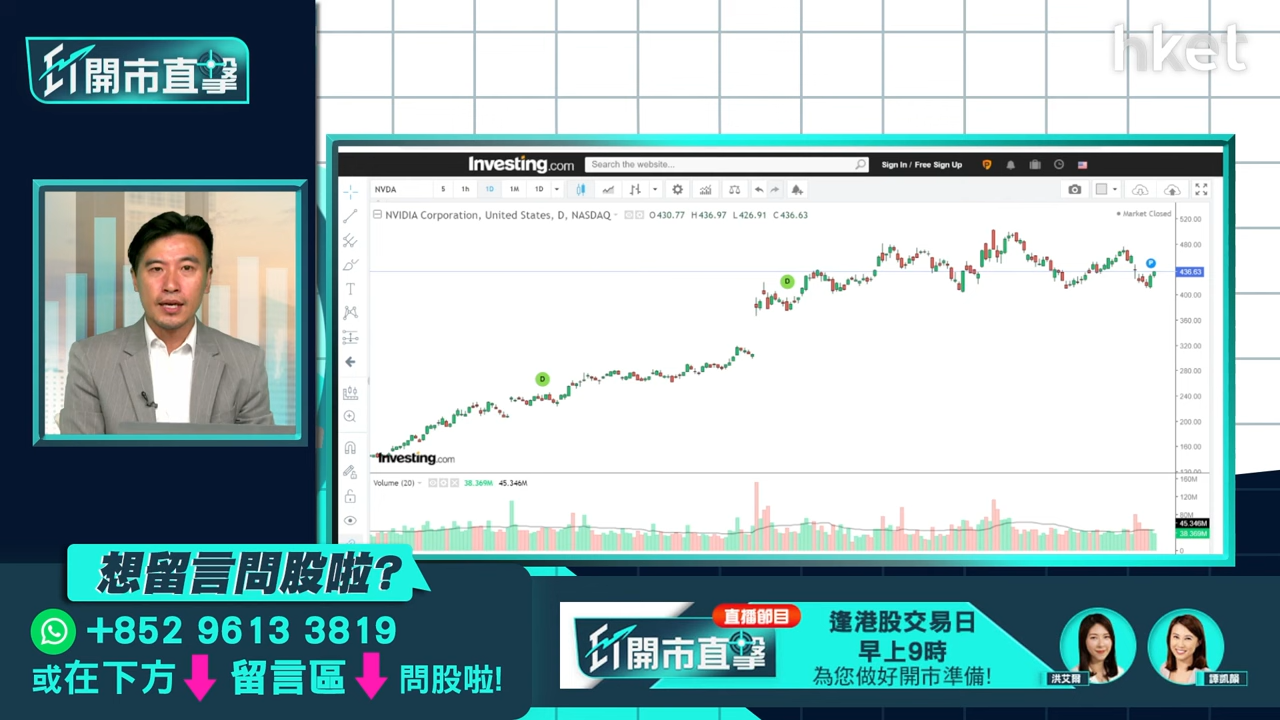 開市直擊
hket
Investing.com
Search the website...
Sign In / Free Sign Up
NVDA
5
1h
1D
1M
1D
NVIDIA Corporation, United States, D, NASDAQ
O 430.77 H 436.97 L 426.91 C 436.63
Market Closed
520.00
480.00
436.63
400.00
360.00
320.00
280.00
240.00
200.00
160.00
120.00
D
D
P
Investing.com
Volume (20)
38.369M
45.346M
160M
120M
80M
45.346M
38.369M
0
想留言問股啦?
+852 9613 3819
或在下方
留言區
問股啦!
直播節目
開市直擊
逢港股交易日
早上9時
為您做好開市準備!
洪艾爾
譚凱韻